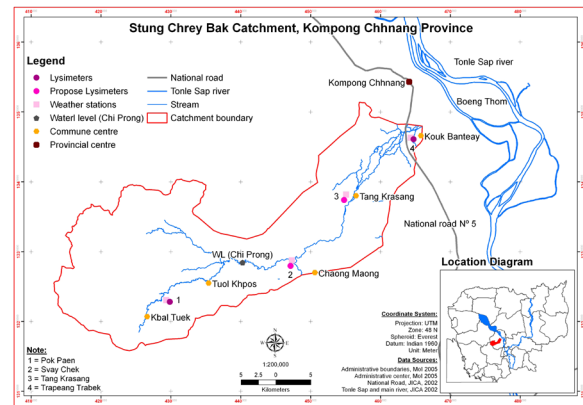 Stung Chrey Bak Catchment, Kompong Chhnang Province
Legend
Lysimeters
Propose Lysimeters
Weather stations
Waterl level (Chi Prong)
Commune centre
Provincial centre
National road
Tonle Sap river
Stream
Catchment boundary
Tonle Sap river
Kompong Chhnang
Boeng Thom
Kouk Banteay
4
3
Tang Krasang
National road Nº 5
WL (Chi Prong)
2
Chaong Maong
Tuol Khpos
1
Kbal Tuek
Location Diagram
Note:
1 = Pok Paen
2 = Svay Chek
3 = Tang Krasang
4 = Trapeang Trabek
N
W E
S
1:200,000
5 2.5 0 5 10
Kilometers
Coordinate System:
Projection: UTM
Zone: 48 N
Spheroid: Everest
Datum: Indian 1960
Unit: Meter
Data Sources:
Administrative boundaries, MoI 2005
Administrative center, MoI 2005
National Road, JICA, 2002
Tonle Sap and main river, JICA 2002